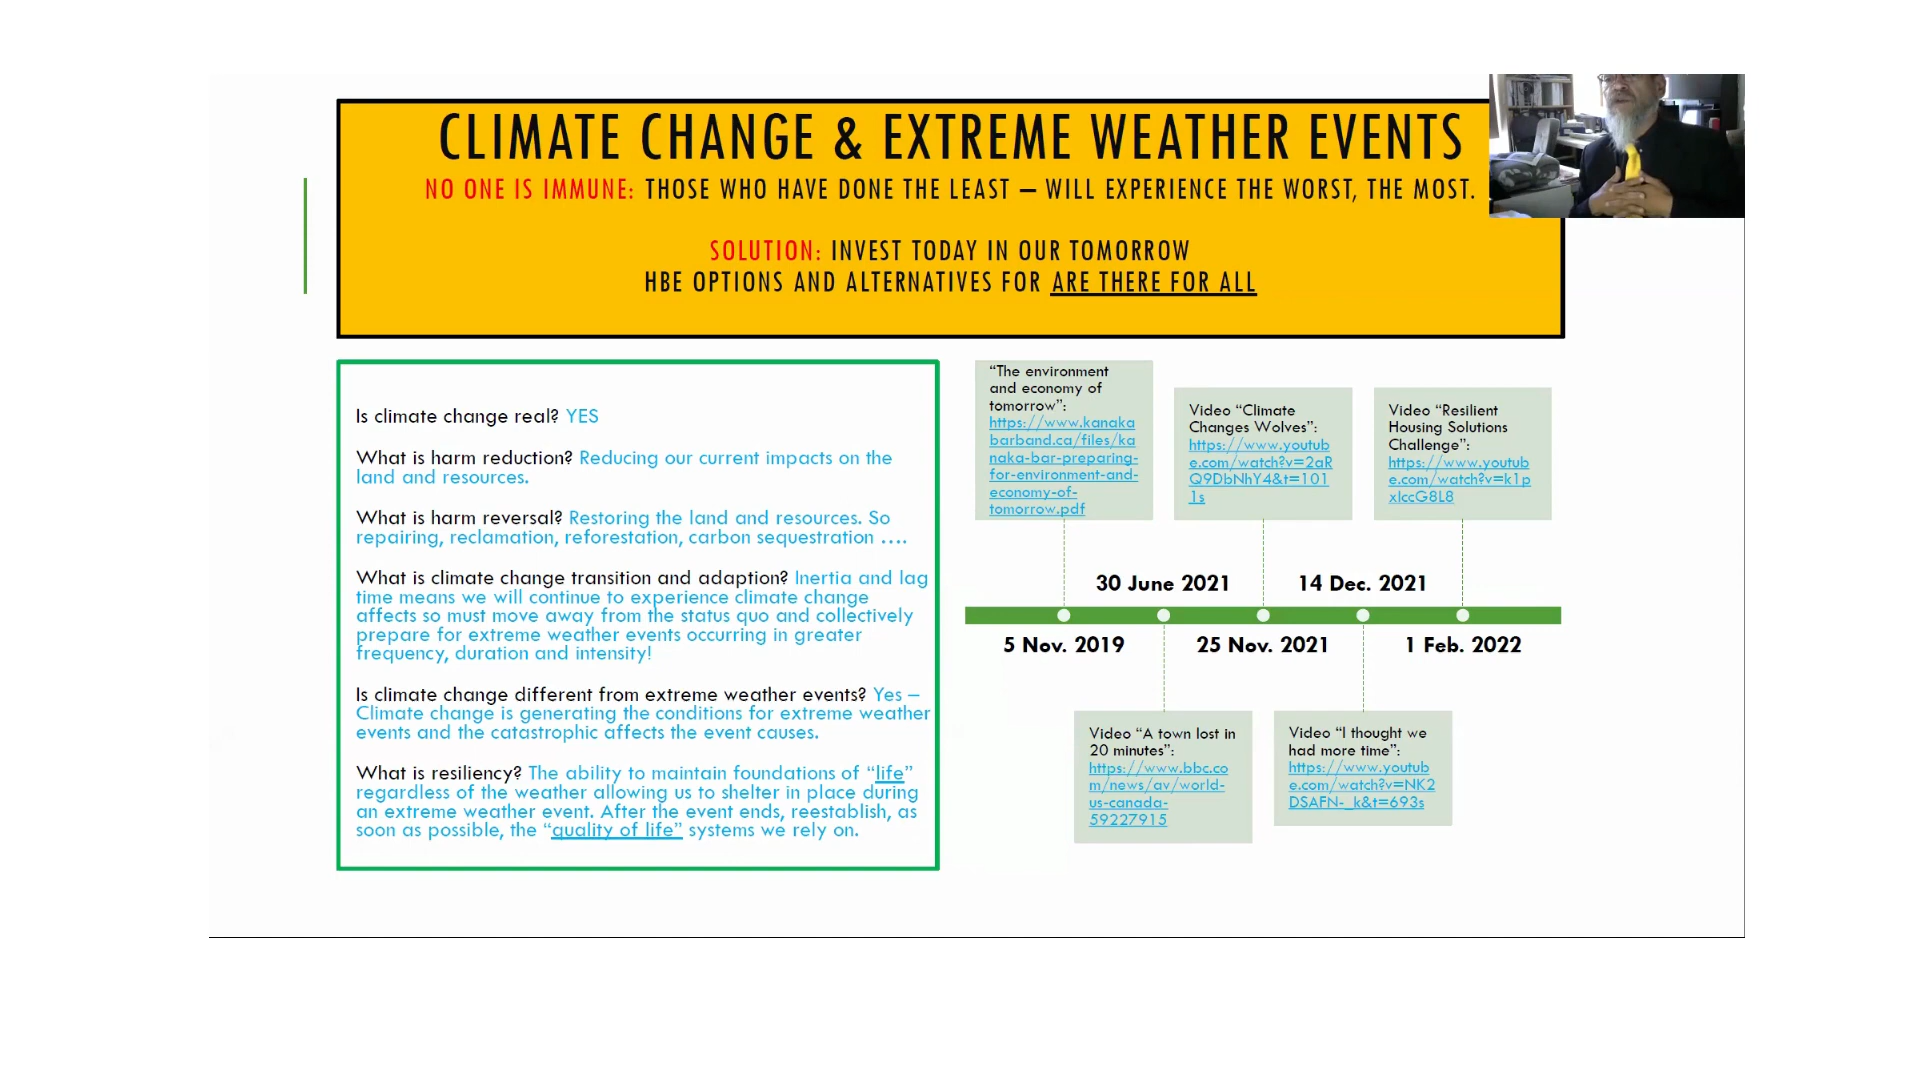 CLIMATE CHANGE & EXTREME WEATHER EVENTS
NO ONE IS IMMUNE: THOSE WHO HAVE DONE THE LEAST – WILL EXPERIENCE THE WORST, THE MOST.
SOLUTION: INVEST TODAY IN OUR TOMORROW
HBE OPTIONS AND ALTERNATIVES FOR ARE THERE FOR ALL
Is climate change real? YES
What is harm reduction? Reducing our current impacts on the
land and resources.
What is harm reversal? Restoring the land and resources. So
repairing, reclamation, reforestation, carbon sequestration ….
What is climate change transition and adaption? Inertia and lag
time means we will continue to experience climate change
affects so must move away from the status quo and collectively
prepare for extreme weather events occurring in greater
frequency, duration and intensity!
Is climate change different from extreme weather events? Yes –
Climate change is generating the conditions for extreme weather
events and the catastrophic affects the event causes.
What is resiliency? The ability to maintain foundations of “life”
regardless of the weather allowing us to shelter in place during
an extreme weather event. After the event ends, reestablish, as
soon as possible, the “quality of life” systems we rely on.
“The environment
and economy of
tomorrow”:
https://www.kanaka
barband.ca/files/ka
naka-bar-preparing-
for-environment-and-
economy-of-
tomorrow.pdf
Video “Climate
Changes Wolves”:
https://www.youtub
e.com/watch?v=2aR
Q9DbNhY4&t=101
1s
Video “Resilient
Housing Solutions
Challenge”:
https://www.youtub
e.com/watch?v=k1p
xlccG8L8
30 June 2021
14 Dec. 2021
5 Nov. 2019
25 Nov. 2021
1 Feb. 2022
Video “A town lost in
20 minutes”:
https://www.bbc.co
m/news/av/world-
us-canada-
59227915
Video “I thought we
had more time”:
https://www.youtub
e.com/watch?v=NK2
DSAFN-_k&t=693s